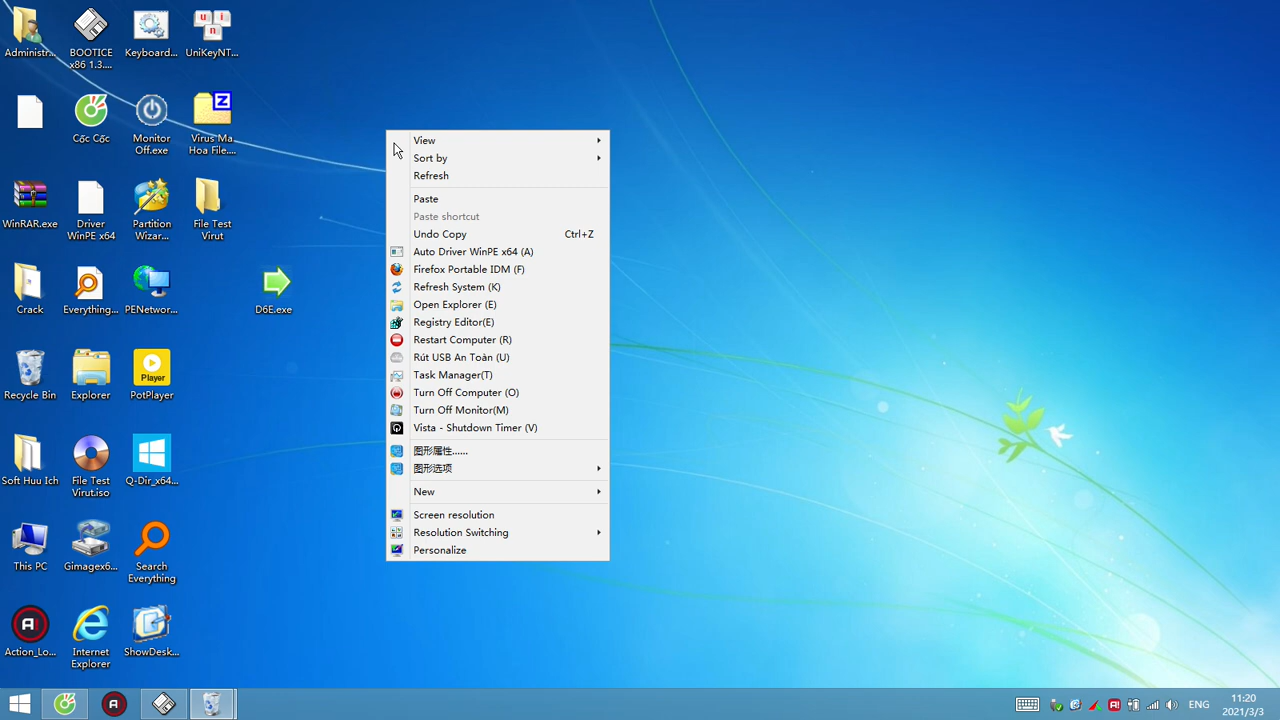 Administr...
BOOTICE
x86 1.3....
Keyboard...
UniKeyNT...
Cốc Cốc
Monitor
Off.exe
Virus Ma
Hoa File....
WinRAR.exe
Driver
WinPE x64
Partition
Wizar...
File Test
Virut
Crack
Everything...
PENetwor...
D6E.exe
Recycle Bin
Explorer
Player
PotPlayer
Soft Huu Ich
File Test
Virut.iso
Q-Dir_x64...
This PC
Gimagex6...
Search
Everything
Action_Lo...
Internet
Explorer
ShowDesk...
View
Sort by
Refresh
Paste
Paste shortcut
Undo Copy Ctrl+Z
Auto Driver WinPE x64 (A)
Firefox Portable IDM (F)
Refresh System (K)
Open Explorer (E)
Registry Editor(E)
Restart Computer (R)
Rút USB An Toàn (U)
Task Manager(T)
Turn Off Computer (O)
Turn Off Monitor(M)
Vista - Shutdown Timer (V)
图形属性......
图形选项
New
Screen resolution
Resolution Switching
Personalize
ENG
11:20
2021/3/3